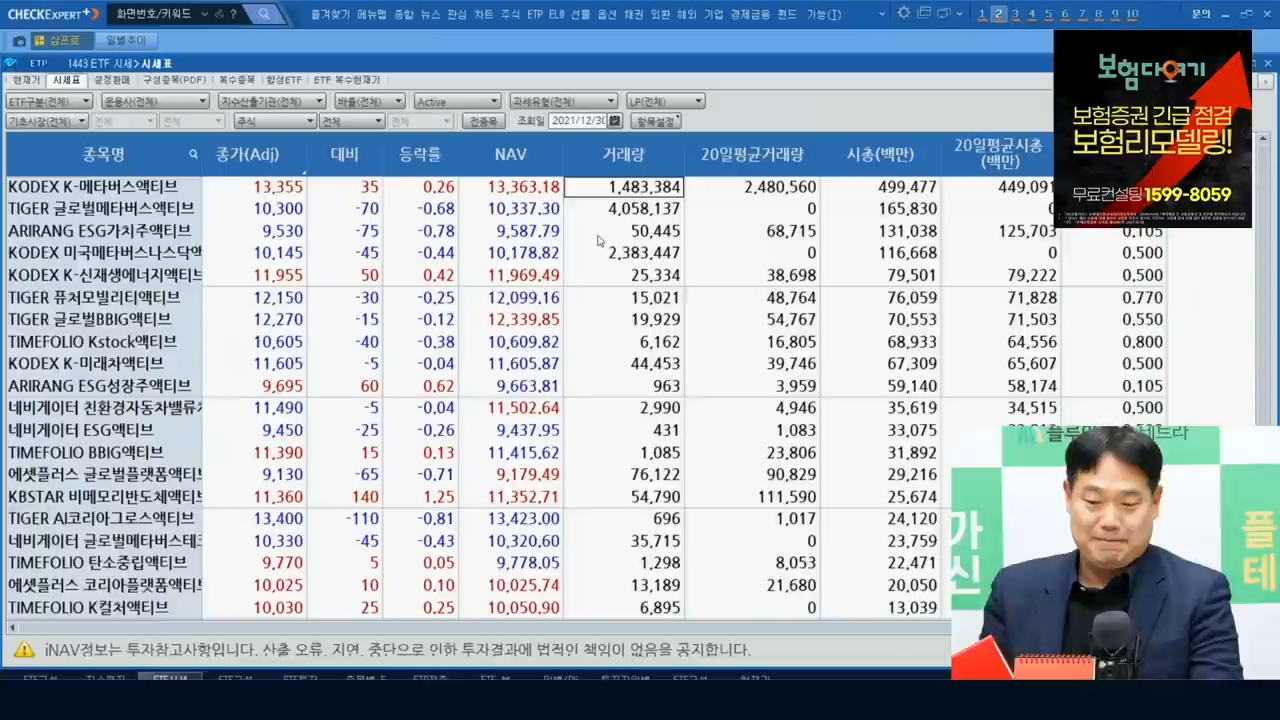 CHECKEXPERT+ 화면번호/키워드 즐겨찾기 메뉴맵 종합 뉴스 관심 차트 주식 ETP ELD 선물 옵션 채권 외환 해외 기업 경제금융 펀드 가능(I) 1 2 3 4 5 6 7 8 9 10 문의
삼프로 일별추이
ETP 1443 ETF 시세>시세표
현재가 시세표 설정환매 구성종목(PDF) 복수종목 합성ETF ETF 복수현재가
ETF구분(전체) 운용사(전체) 지수산출기관(전체) 배율(전체) Active 과세유형(전체) LP(전체)
기초시장(전체) 전체 전체 주식 전체 전체 전종목 조회일 2021/12/30 항목설정
종목명 종가(Adj) 대비 등락률 NAV 거래량 20일평균거래량 시총(백만) 20일평균시총
(백만)
KODEX K-메타버스액티브 13,355 35 0,26 13,363.18 1,483,384 2,480,560 499,477 449,091
TIGER 글로벌메타버스액티브 10,300 -70 -0,68 10,337.30 4,058,137 0 165,830 0
ARIRANG ESG가치주액티브 9,530 -75 -0,78 9,587.79 50,443 68,715 131,038 125,703 0,105
KODEX 미국메타버스나스닥액 10,145 -45 -0,44 10,178.82 2,383,447 0 116,668 0 0.500
KODEX K-신재생에너지액티브 11,955 50 0,42 11,969.49 25,334 38,698 79,501 79,222 0.500
TIGER 퓨처모빌리티액티브 12,150 -30 -0,25 12,099.16 15,021 48,764 76,059 71,828 0.770
TIGER 글로벌BBIG액티브 12,270 -15 -0,12 12,339.85 19,929 54,767 70,553 71,503 0.550
TIMEFOLIO Kstock액티브 10,605 -40 -0,38 10,609.82 6,162 16,805 68,933 64,556 0.800
KODEX K-미래차액티브 11,605 -5 -0,04 11,605.87 44,453 39,746 67,309 65,607 0.500
ARIRANG ESG성장주액티브 9,695 60 0,62 9,663.81 963 3,959 59,140 58,174 0.105
네비게이터 친환경자동차밸류체 11,490 -5 -0,04 11,502.64 2,990 4,946 35,619 34,515 0.500
네비게이터 ESG액티브 9,450 -25 -0,26 9,437.95 431 1,083 33,075
TIMEFOLIO BBIG액티브 11,390 15 0,13 11,415.62 1,085 23,806 31,892
에셋플러스 글로벌플랫폼액티브 9,130 -65 -0,71 9,179.49 76,122 90,829 29,216
KBSTAR 비메모리반도체액티브 11,360 140 1,25 11,352.71 54,790 111,590 25,674
TIGER AI코리아그로스액티브 13,400 -110 -0,81 13,423.00 696 1,017 24,120
네비게이터 글로벌메타버스테크 10,330 -45 -0,43 10,320.60 35,715 0 23,759
TIMEFOLIO 탄소중립액티브 9,770 5 0,05 9,778.05 1,298 8,053 22,471
에셋플러스 코리아플랫폼액티브 10,025 10 0,10 10,025.74 13,189 21,680 20,050
TIMEFOLIO K컬처액티브 10,030 25 0,25 10,050.90 6,895 0 13,039
iNAV정보는 투자참고사항입니다. 산출 오류. 지연. 중단으로 인한 투자결과에 법적인 책임이 없음을 공지합니다.
보험다여기
보험증권 긴급 점검
보험리모델링!
무료컨설팅 1599-8059
가
신
플
테